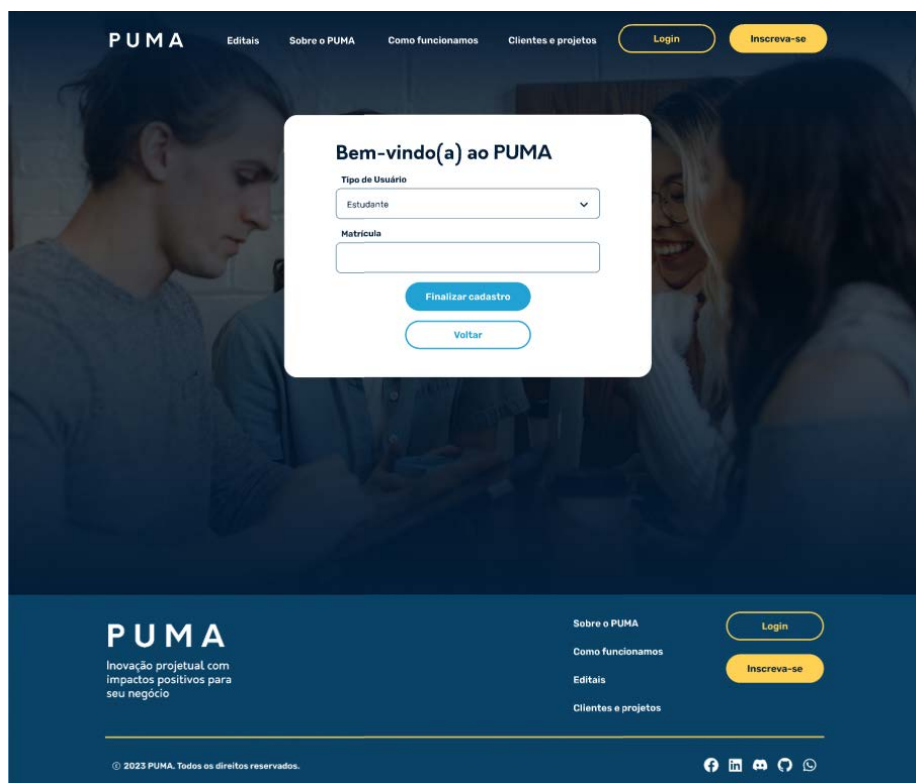 PUMA
Editais
Sobre o PUMA
Como funcionamos
Clientes e projetos
Login
Inscreva-se
Bem-vindo(a) ao PUMA
Tipo de Usuário
Estudante
Matrícula
Finalizar cadastro
Voltar
PUMA
Inovação projetual com
impactos positivos para
seu negócio
Sobre o PUMA
Como funcionamos
Editais
Clientes e projetos
Login
Inscreva-se
© 2023 PUMA. Todos os direitos reservados.